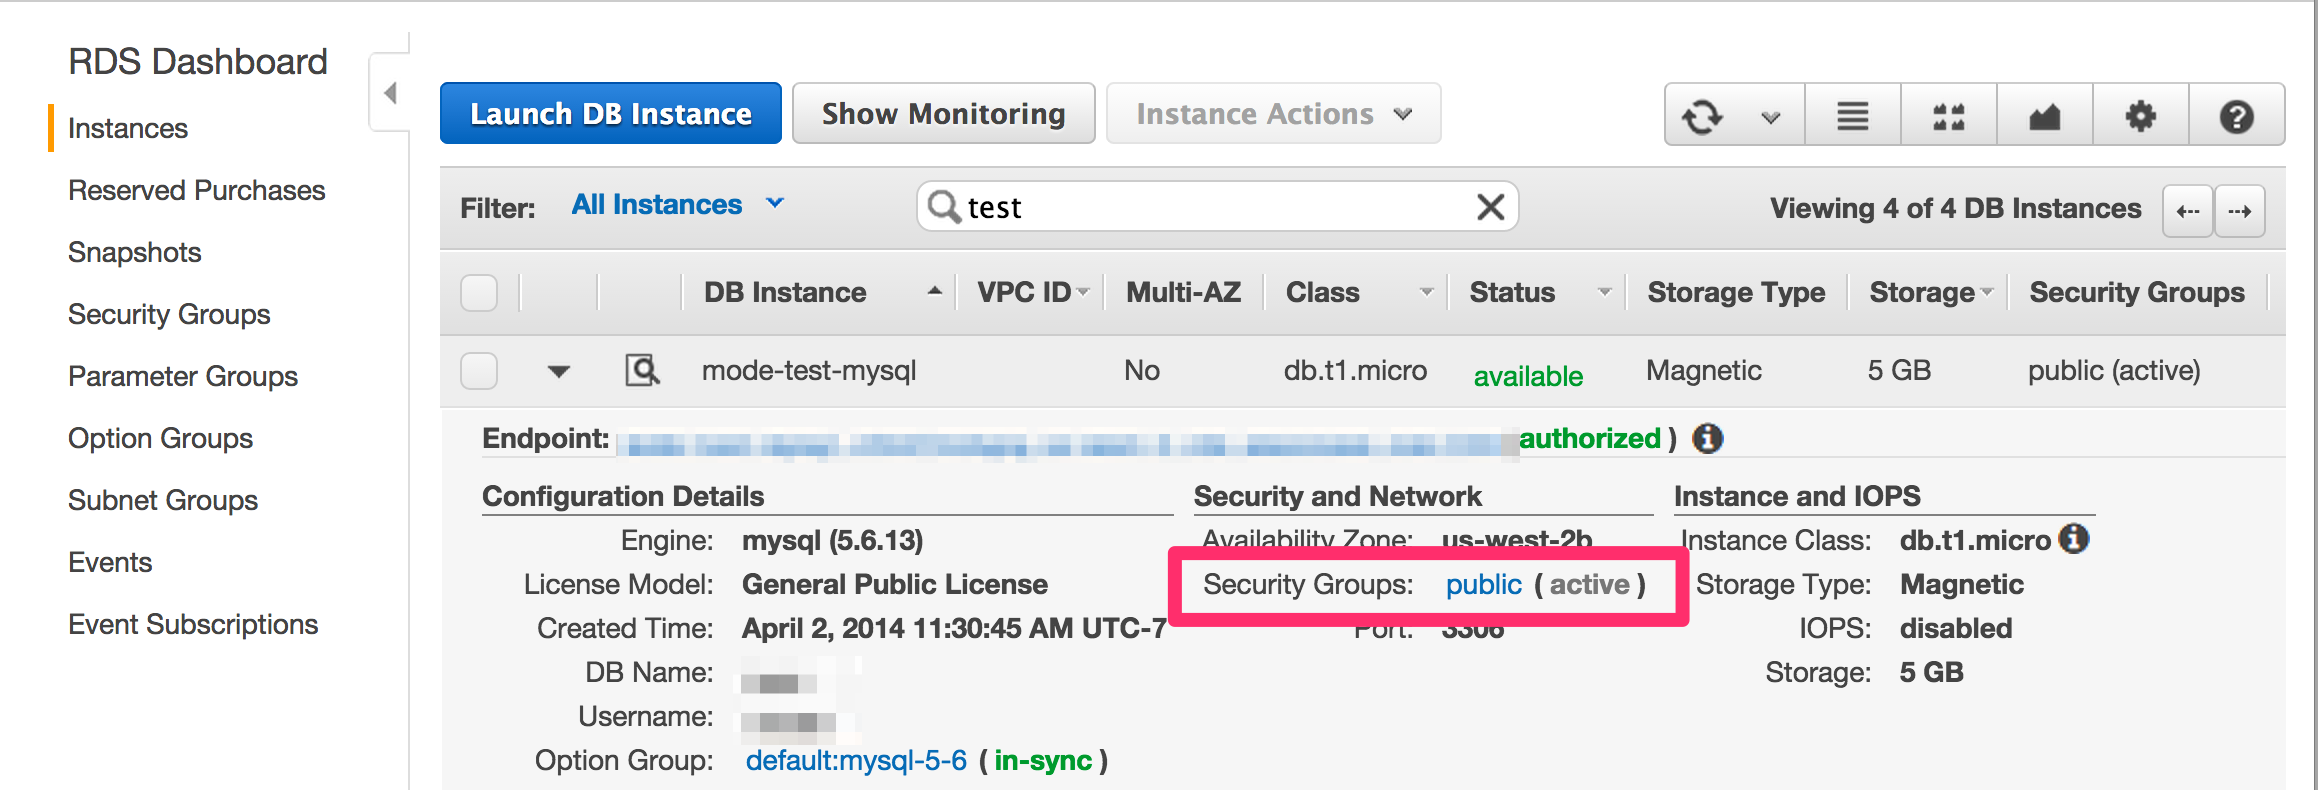 RDS Dashboard
Instances
Reserved Purchases
Snapshots
Security Groups
Parameter Groups
Option Groups
Subnet Groups
Events
Event Subscriptions
Launch DB Instance Show Monitoring Instance Actions
Filter: All Instances test Viewing 4 of 4 DB Instances
DB Instance VPC ID Multi-AZ Class Status Storage Type Storage Security Groups
mode-test-mysql No db.t1.micro available Magnetic 5 GB public (active)
Endpoint: authorized )
Configuration Details
Engine: mysql (5.6.13)
License Model: General Public License
Created Time: April 2, 2014 11:30:45 AM UTC-7
DB Name:
Username:
Option Group: default:mysql-5-6 ( in-sync )
Security and Network
Availability Zone: us-west-2b
Security Groups: public ( active )
Port: 3306
Instance and IOPS
Instance Class: db.t1.micro
Storage Type: Magnetic
IOPS: disabled
Storage: 5 GB